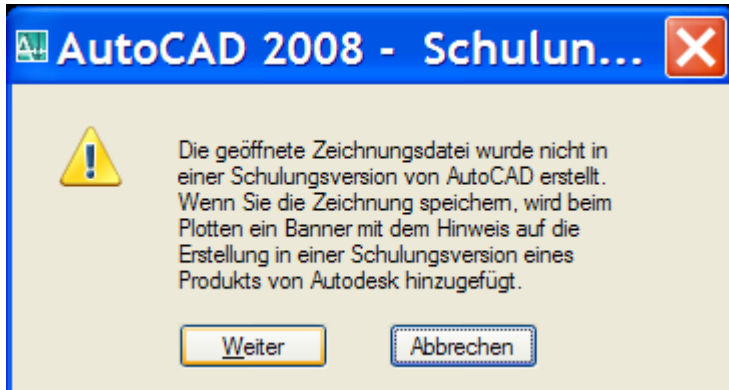 AutoCAD 2008 - Schulun...
Die geöffnete Zeichnungsdatei wurde nicht in
einer Schulungsversion von AutoCAD erstellt.
Wenn Sie die Zeichnung speichern, wird beim
Plotten ein Banner mit dem Hinweis auf die
Erstellung in einer Schulungsversion eines
Produkts von Autodesk hinzugefügt.
Weiter Abbrechen